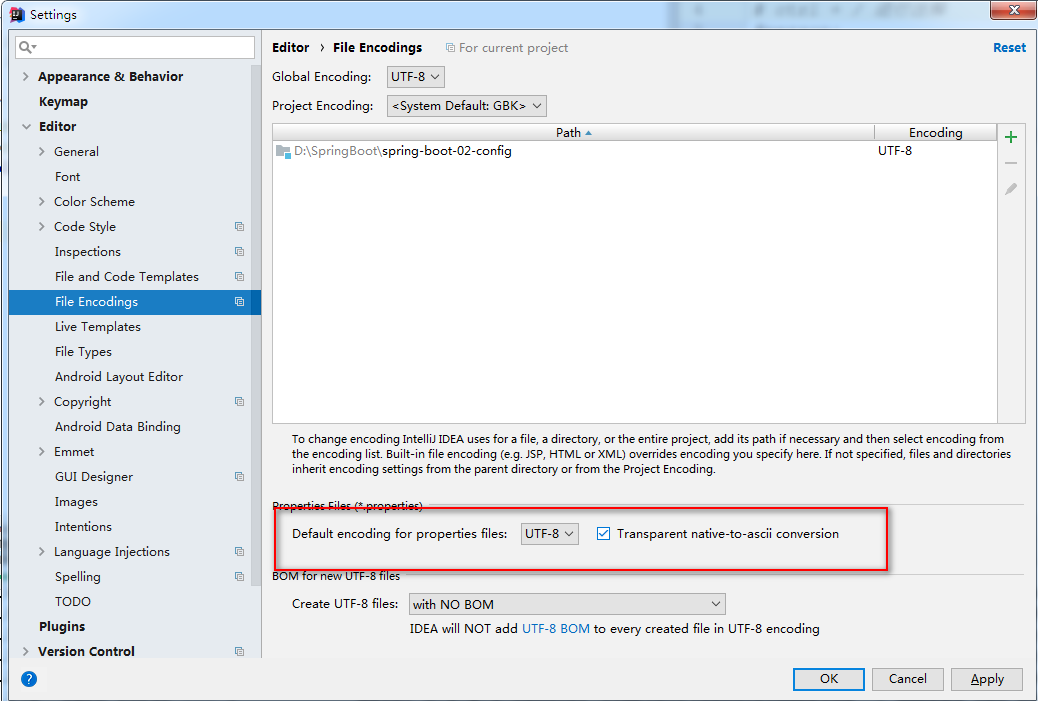 Settings
Appearance & Behavior
Keymap
Editor
General
Font
Color Scheme
Code Style
Inspections
File and Code Templates
File Encodings
Live Templates
File Types
Android Layout Editor
Copyright
Android Data Binding
Emmet
GUI Designer
Images
Intentions
Language Injections
Spelling
TODO
Plugins
Version Control
Editor › File Encodings For current project Reset
Global Encoding: UTF-8
Project Encoding: <System Default: GBK>
Path Encoding
D:\SpringBoot\spring-boot-02-config UTF-8
To change encoding IntelliJ IDEA uses for a file, a directory, or the entire project, add its path if necessary and then select encoding from
the encoding list. Built-in file encoding (e.g. JSP, HTML or XML) overrides encoding you specify here. If not specified, files and directories
inherit encoding settings from the parent directory or from the Project Encoding.
Properties Files (*.properties)
Default encoding for properties files: UTF-8 Transparent native-to-ascii conversion
BOM for new UTF-8 files
Create UTF-8 files: with NO BOM
IDEA will NOT add UTF-8 BOM to every created file in UTF-8 encoding
? OK Cancel Apply